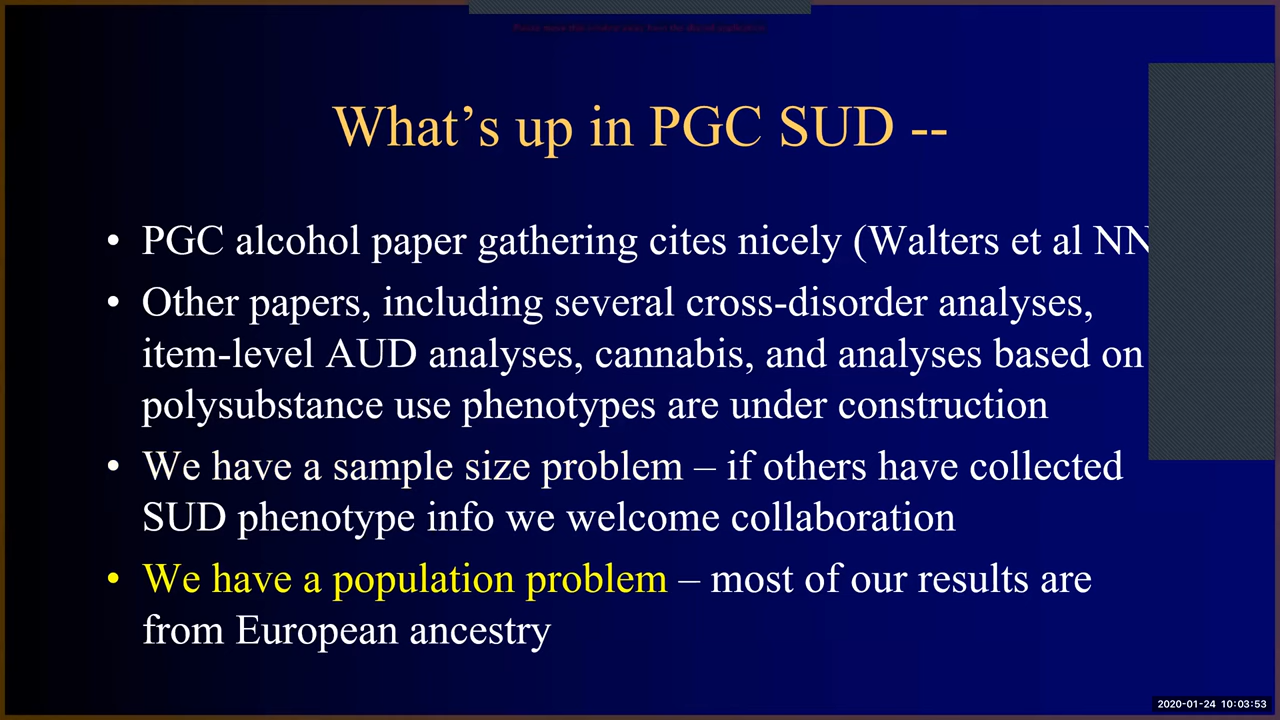 What's up in PGC SUD --
• PGC alcohol paper gathering cites nicely (Walters et al NN
• Other papers, including several cross-disorder analyses,
item-level AUD analyses, cannabis, and analyses based on
polysubstance use phenotypes are under construction
• We have a sample size problem – if others have collected
SUD phenotype info we welcome collaboration
• We have a population problem – most of our results are
from European ancestry
2020-01-24 10:03:53